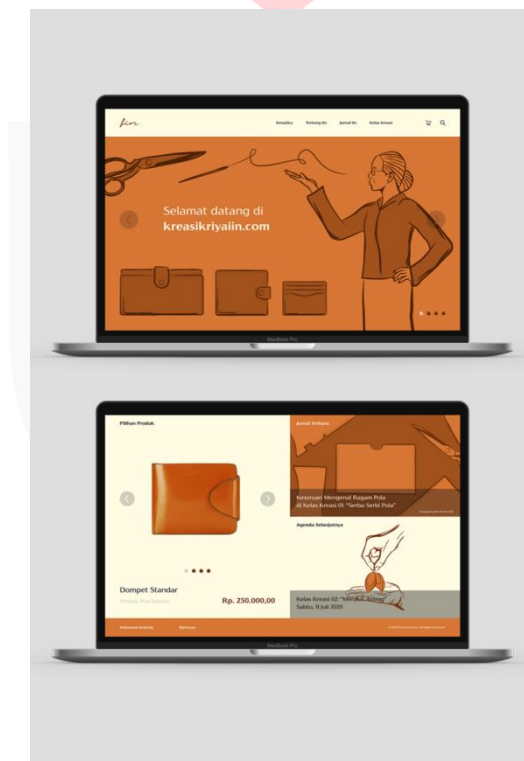 Iin
Kreasiku Tentang Iin Jurnal Iin Kelas Kreasi
Selamat datang di
kreasikriyaiin.com
MacBook Pro
Pilihan Produk
Jurnal Terbaru
Keseruan Mengenal Ragam Pola
di Kelas Kreasi 01: "Serba-Serbi Pola"
Agenda Selanjutnya
Dompet Standar
Rp. 250.000,00
Kelas Kreasi 02:
Sabtu, 11 Juli 2020
Informasi Kontak Bantuan
MacBook Pro